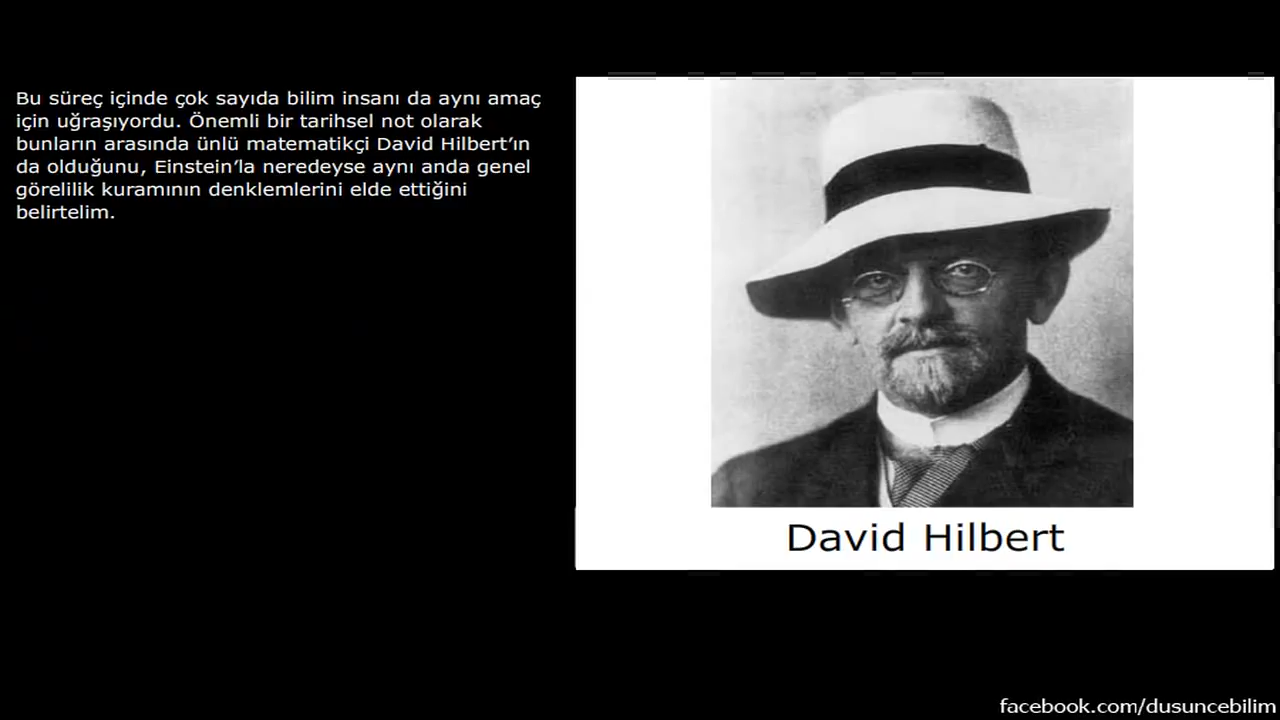 Bu süreç içinde çok sayıda bilim insanı da aynı amaç
için uğraşıyordu. Önemli bir tarihsel not olarak
bunların arasında ünlü matematikçi David Hilbert’ın
da olduğunu, Einstein’la neredeyse aynı anda genel
görelilik kuramının denklemlerini elde ettiğini
belirtelim.
David Hilbert
facebook.com/dusuncebilim